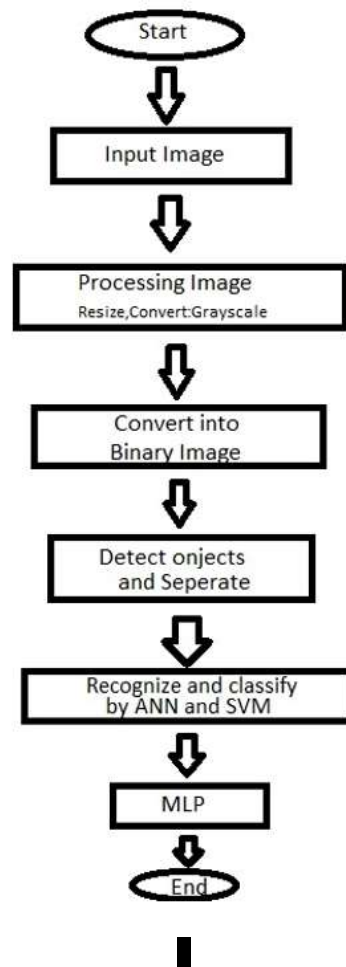 Start
Input Image
Processing Image
Resize,Convert:Grayscale
Convert into
Binary Image
Detect onjects
and Seperate
Recognize and classify
by ANN and SVM
MLP
End